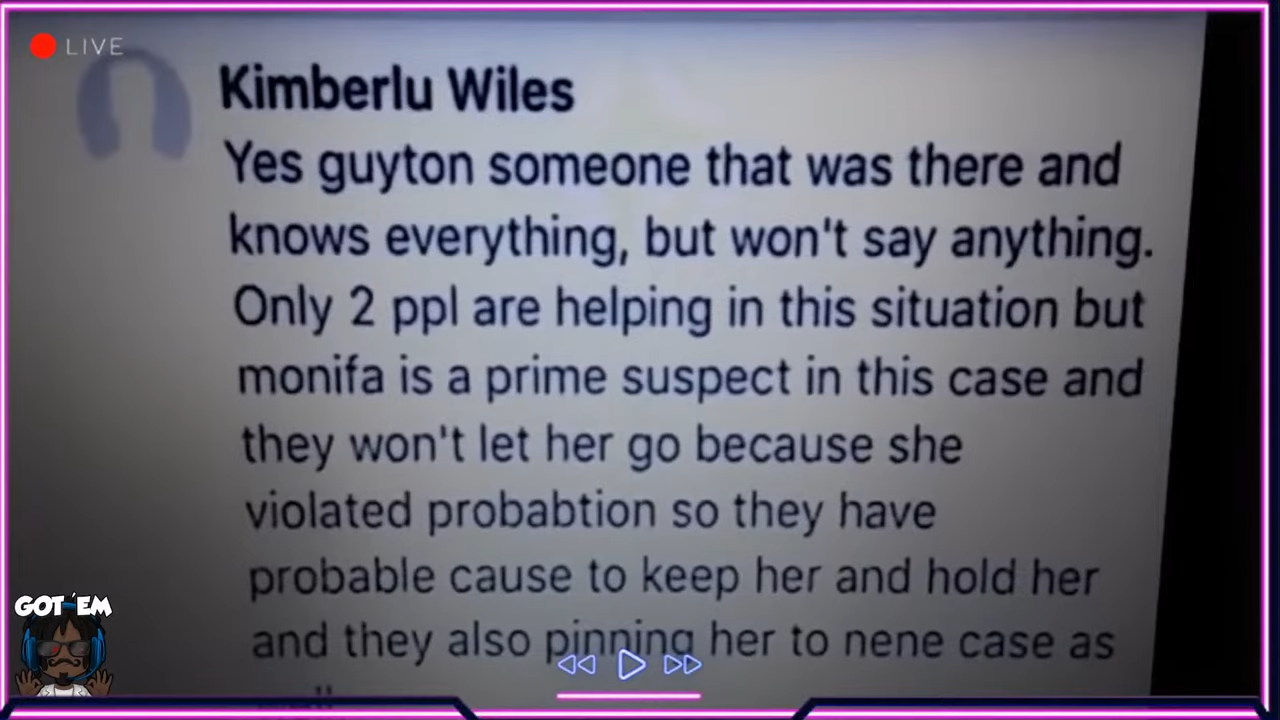 LIVE
Kimberlu Wiles
Yes guyton someone that was there and
knows everything, but won't say anything.
Only 2 ppl are helping in this situation but
monifa is a prime suspect in this case and
they won't let her go because she
violated probabtion so they have
probable cause to keep her and hold her
and they also pinning her to nene case as
GOT 'EM